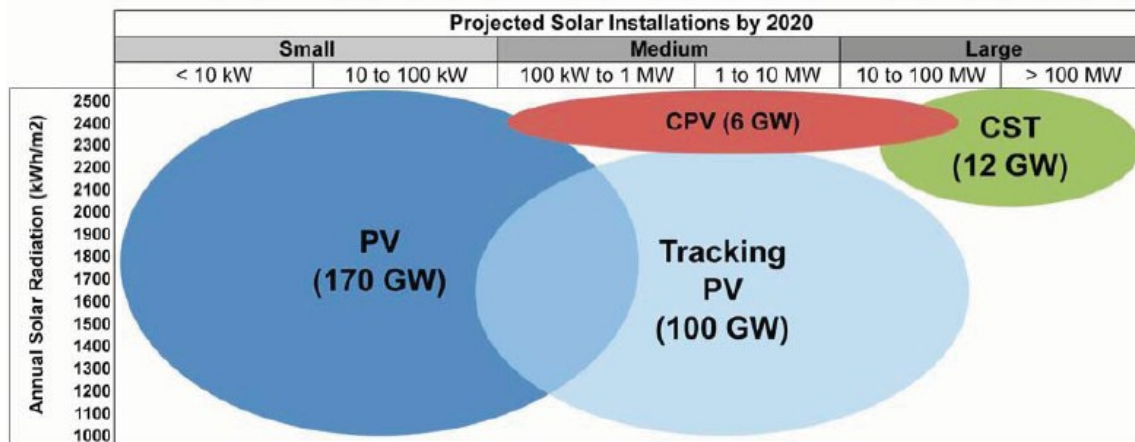 Projected Solar Installations by 2020
Small Medium Large
< 10 kW 10 to 100 kW 100 kW to 1 MW 1 to 10 MW 10 to 100 MW > 100 MW
Annual Solar Radiation (kWh/m2)
2500
2400
2300
2200
2100
2000
1900
1800
1700
1600
1500
1400
1300
1200
1100
1000
CPV (6 GW)
CST
(12 GW)
PV
(170 GW)
Tracking
PV
(100 GW)